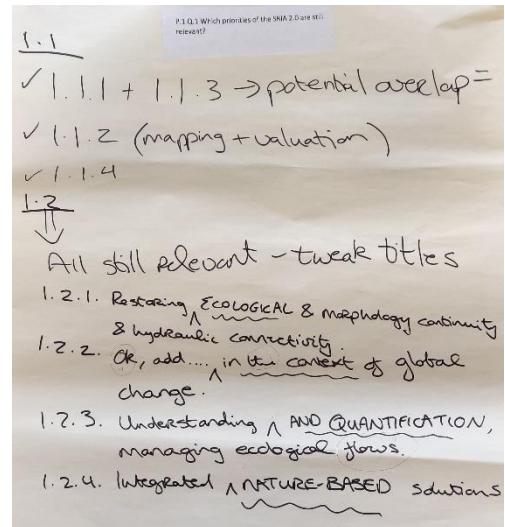 P.1 Q.1 Which priorities of the SRIA 2.0 are still
relevant?
1.1
✓ 1.1.1 + 1.1.3 → potential overlap =
✓ 1.1.2 (mapping + valuation)
✓ 1.1.4
1.2
All still relevant - tweak titles
1.2.1. Restoring ^ ECOLOGICAL & morphology continuity
& hydraulic connectivity.
1.2.2. Ok, add.... ^ in the context of global
change.
1.2.3. Understanding ^ AND QUANTIFICATION,
managing ecological flows.
1.2.4. Integrated ^ NATURE-BASED solutions